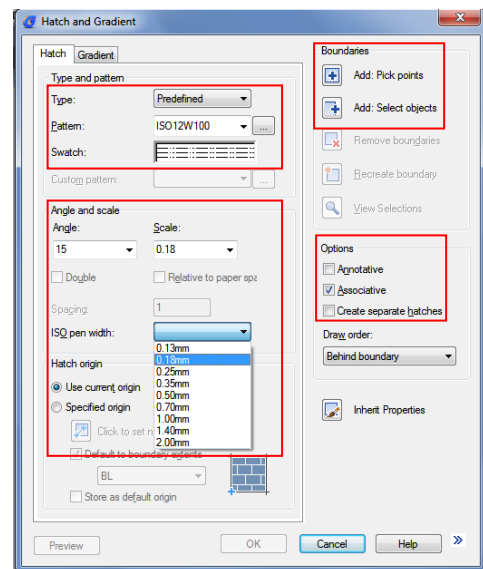 Hatch and Gradient
Hatch
Gradient
Type and pattern
Type:
Predefined
Pattern:
ISO12W100
...
Swatch:
Custom pattern:
...
Angle and scale
Angle:
Scale:
15
0.18
Double
Relative to paper spa
Spacing:
1
ISO pen width:
0.13mm
0.18mm
0.25mm
0.35mm
0.50mm
0.70mm
1.00mm
1.40mm
2.00mm
Hatch origin
Use current origin
Specified origin
Click to set n
Default to boundary extents
BL
Store as default origin
Boundaries
Add: Pick points
Add: Select objects
Remove boundaries
Recreate boundary
View Selections
Options
Annotative
Associative
Create separate hatches
Draw order:
Behind boundary
Inherit Properties
Preview
OK
Cancel
Help